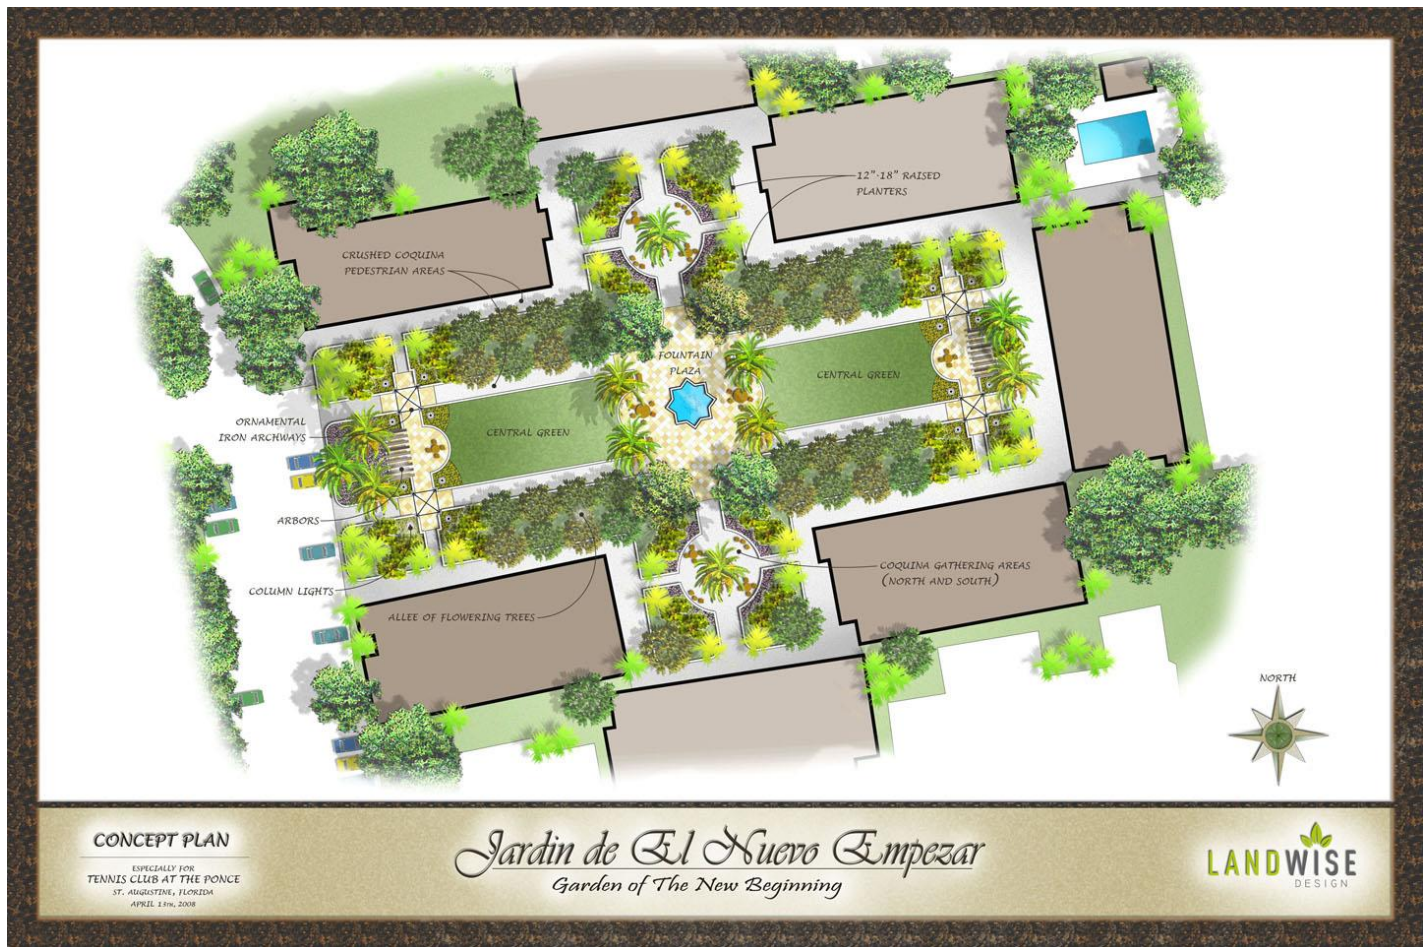 12"-18" RAISED
PLANTERS
CRUSHED COQUINA
PEDESTRIAN AREAS
FOUNTAIN
PLAZA
CENTRAL GREEN
ORNAMENTAL
IRON ARCHWAYS
CENTRAL GREEN
ARBORS
COQUINA GATHERING AREAS
(NORTH AND SOUTH)
COLUMN LIGHTS
ALLEE OF FLOWERING TREES
NORTH
CONCEPT PLAN
ESPECIALLY FOR
TENNIS CLUB AT THE PONCE
ST. AUGUSTINE, FLORIDA
APRIL 13TH, 2008
Jardin de El Nuevo Empezar
Garden of The New Beginning
LANDWISE
DESIGN